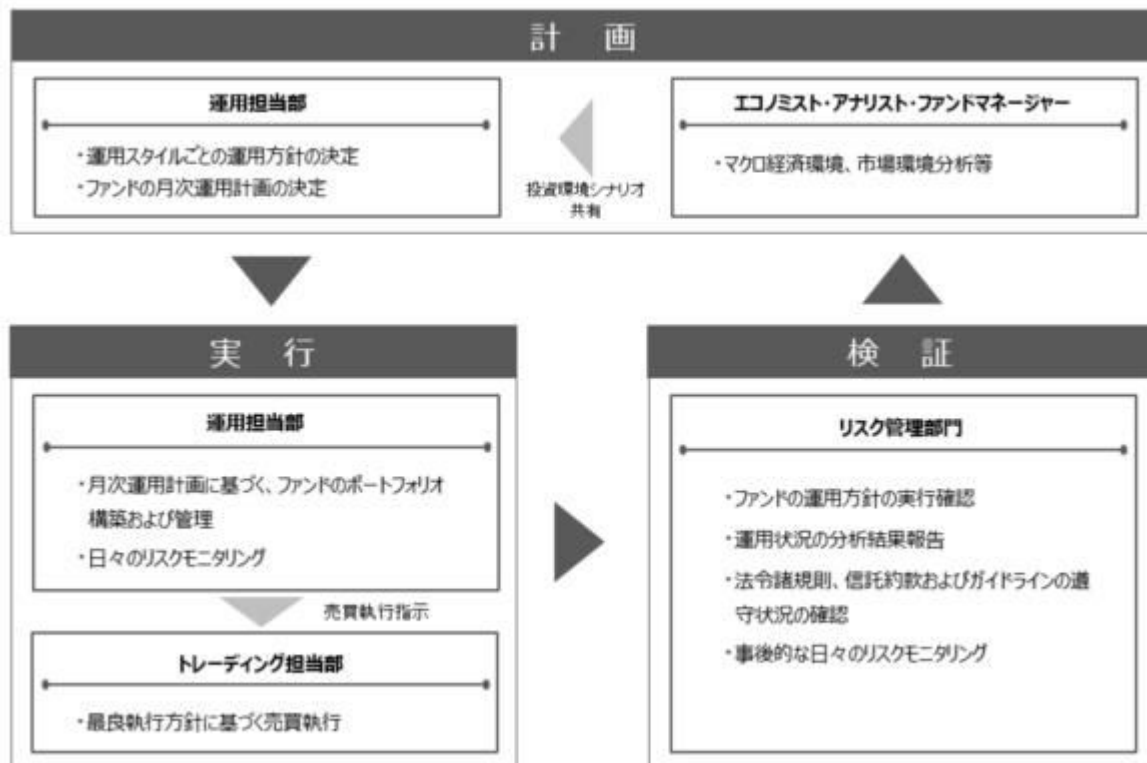 計 画
運用担当部
・運用スタイルごとの運用方針の決定
・ファンドの月次運用計画の決定
投資環境シナリオ
共有
エコノミスト・アナリスト・ファンドマネージャー
・マクロ経済環境、市場環境分析等
実 行
運用担当部
・月次運用計画に基づく、ファンドのポートフォリオ
構築および管理
・日々のリスクモニタリング
売買執行指示
トレーディング担当部
・最良執行方針に基づく売買執行
検 証
リスク管理部門
・ファンドの運用方針の実行確認
・運用状況の分析結果報告
・法令諸規則、信託約款およびガイドラインの遵
守状況の確認
・事後的な日々のリスクモニタリング